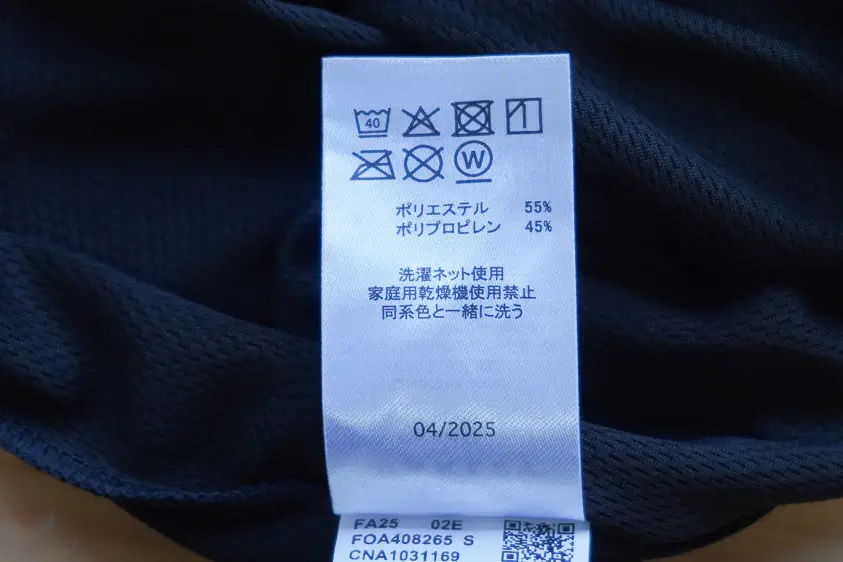 40
W
ポリエステル 55%
ポリプロピレン 45%
洗濯ネット使用
家庭用乾燥機使用禁止
同系色と一緒に洗う
04/2025
FA25 02E
FOA408265 S
CNA1031169